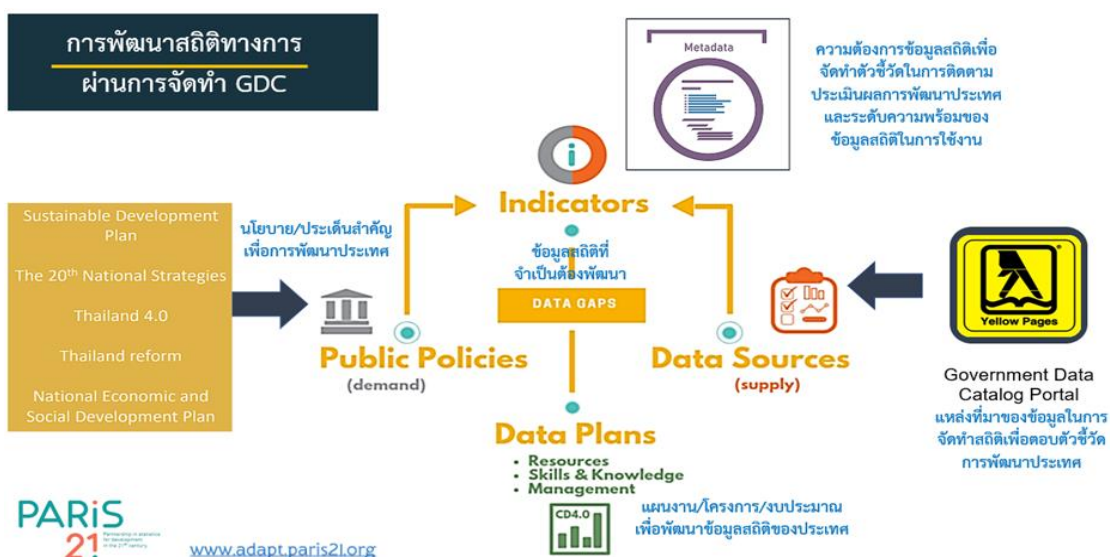 การพัฒนาสถิติทางการ
ผ่านการจัดทำ GDC
Metadata
ความต้องการข้อมูลสถิติเพื่อ
จัดทำตัวชี้วัดในการติดตาม
ประเมินผลการพัฒนาประเทศ
และระดับความพร้อมของ
ข้อมูลสถิติในการใช้งาน
i
Indicators
Sustainable Development
Plan
The 20th National Strategies
Thailand 4.0
Thailand reform
National Economic and
Social Development Plan
นโยบาย/ประเด็นสำคัญ
เพื่อการพัฒนาประเทศ
ข้อมูลสถิติที่
จำเป็นต้องพัฒนา
DATA GAPS
Public Policies
(demand)
Data Sources
(supply)
Yellow Pages
Government Data
Catalog Portal
แหล่งที่มาของข้อมูลในการ
จัดทำสถิติเพื่อตอบตัวชี้วัด
การพัฒนาประเทศ
Data Plans
• Resources
• Skills & Knowledge
• Management
CD4.0
แผนงาน/โครงการ/งบประมาณ
เพื่อพัฒนาข้อมูลสถิติของประเทศ
PARIS
21
Partnership in statistics
for development
in the 21st century
www.adapt.paris21.org